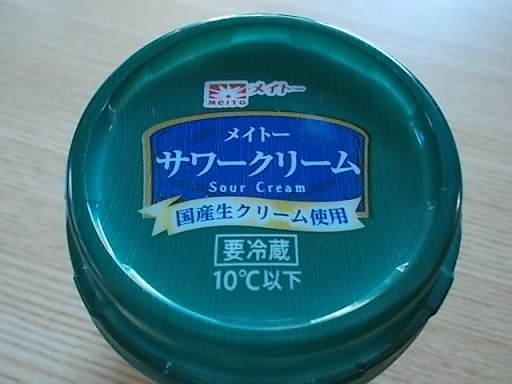 MEITO メイトー
メイトー
サワークリーム
Sour Cream
国産生クリーム使用
要冷蔵
10℃以下